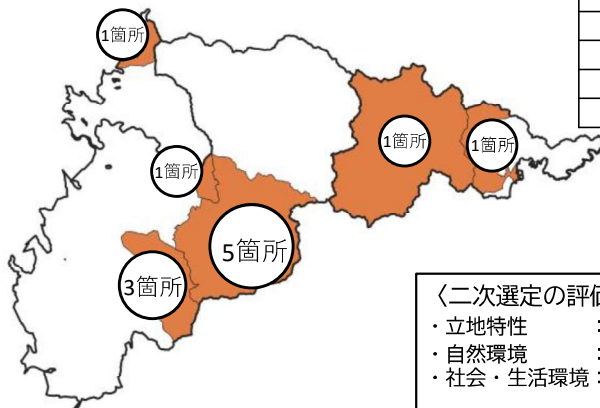 1箇所
1箇所
1箇所
1箇所
5箇所
3箇所
〈二次選定の評価
・立地特性 :
・自然環境 :
・社会・生活環境: